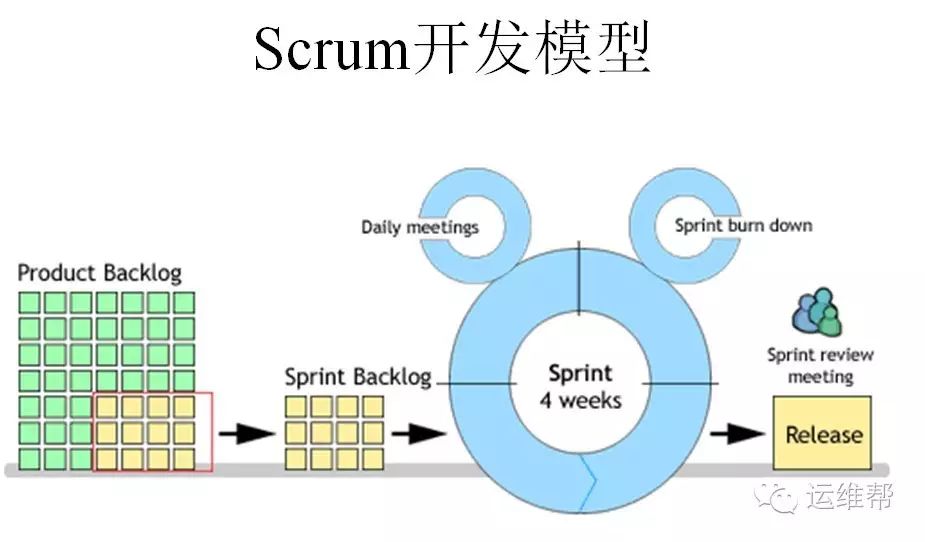 Scrum开发模型
Daily meetings
Sprint burn down
Product Backlog
Sprint Backlog
Sprint
4 weeks
Sprint review
meeting
Release
运维帮